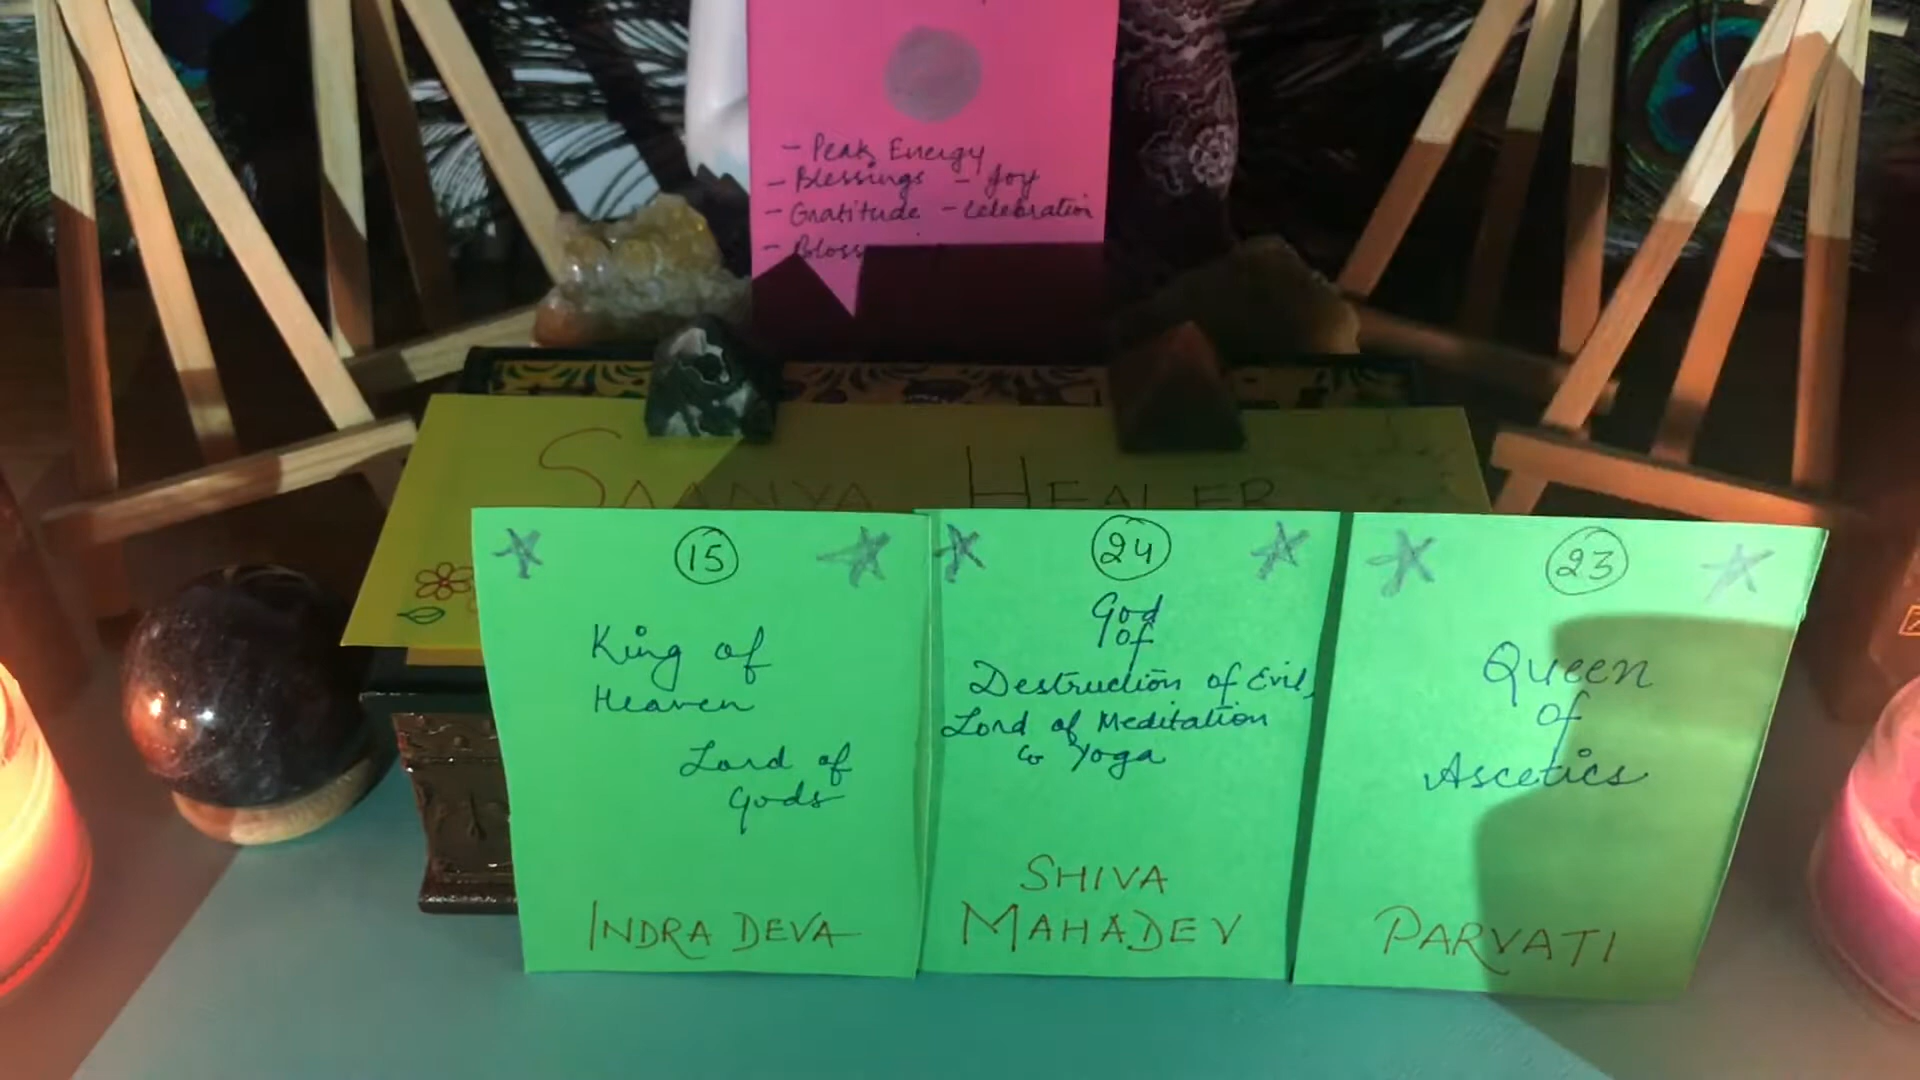 - Peak Energy
- Blessings - Joy
- Gratitude - Celebration
SAANYA HEALER
15
King of
Heaven
Lord of
Gods
INDRA DEVA
24
God
of
Destruction of Evil,
Lord of Meditation
& Yoga
SHIVA
MAHADEV
23
Queen
of
Ascetics
PARVATI